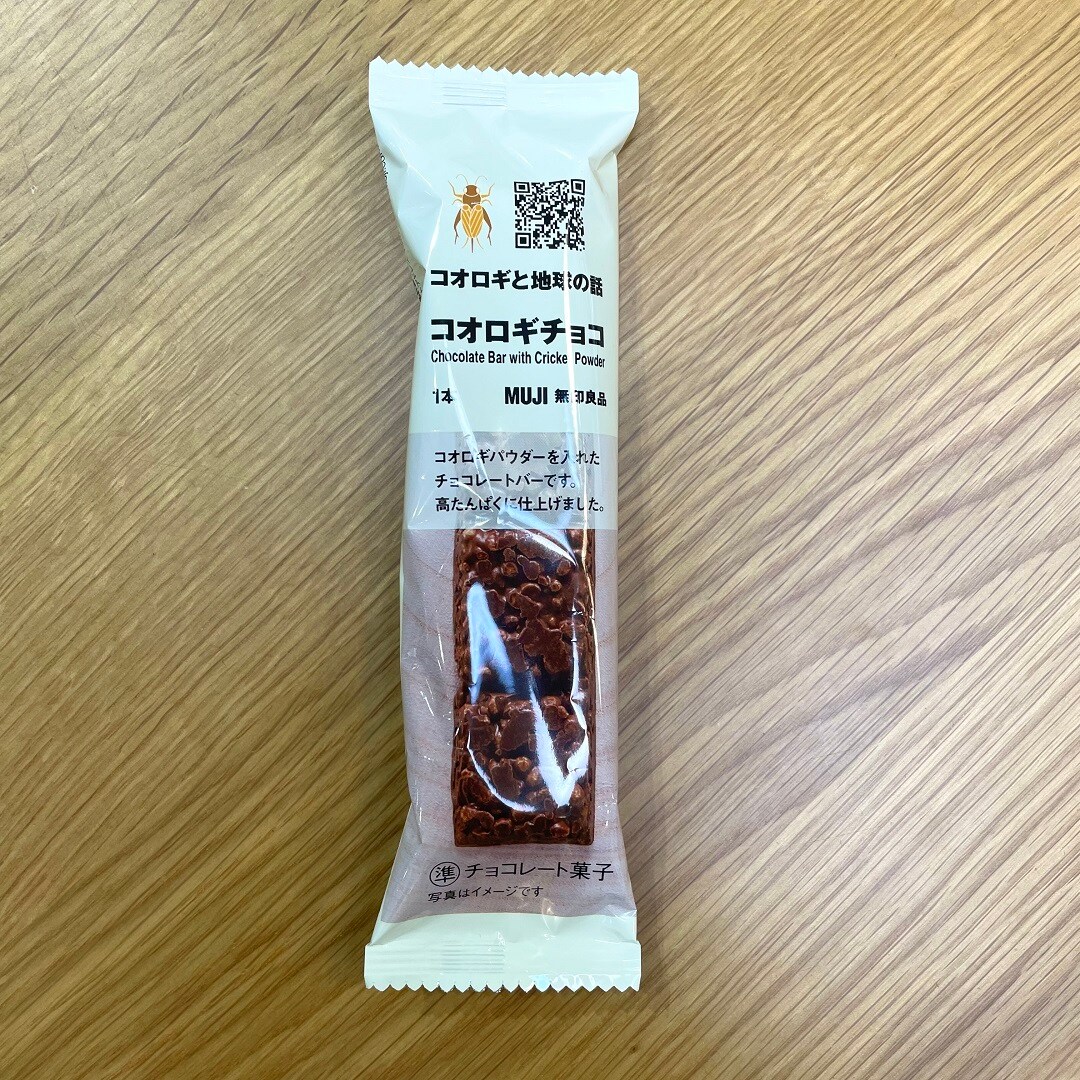 コオロギと地球の話
コオロギチョコ
Chocolate Bar with Cricket Powder
1本 MUJI 無印良品
コオロギパウダーを入れた
チョコレートバーです。
高たんぱくに仕上げました。
準 チョコレート菓子
写真はイメージです